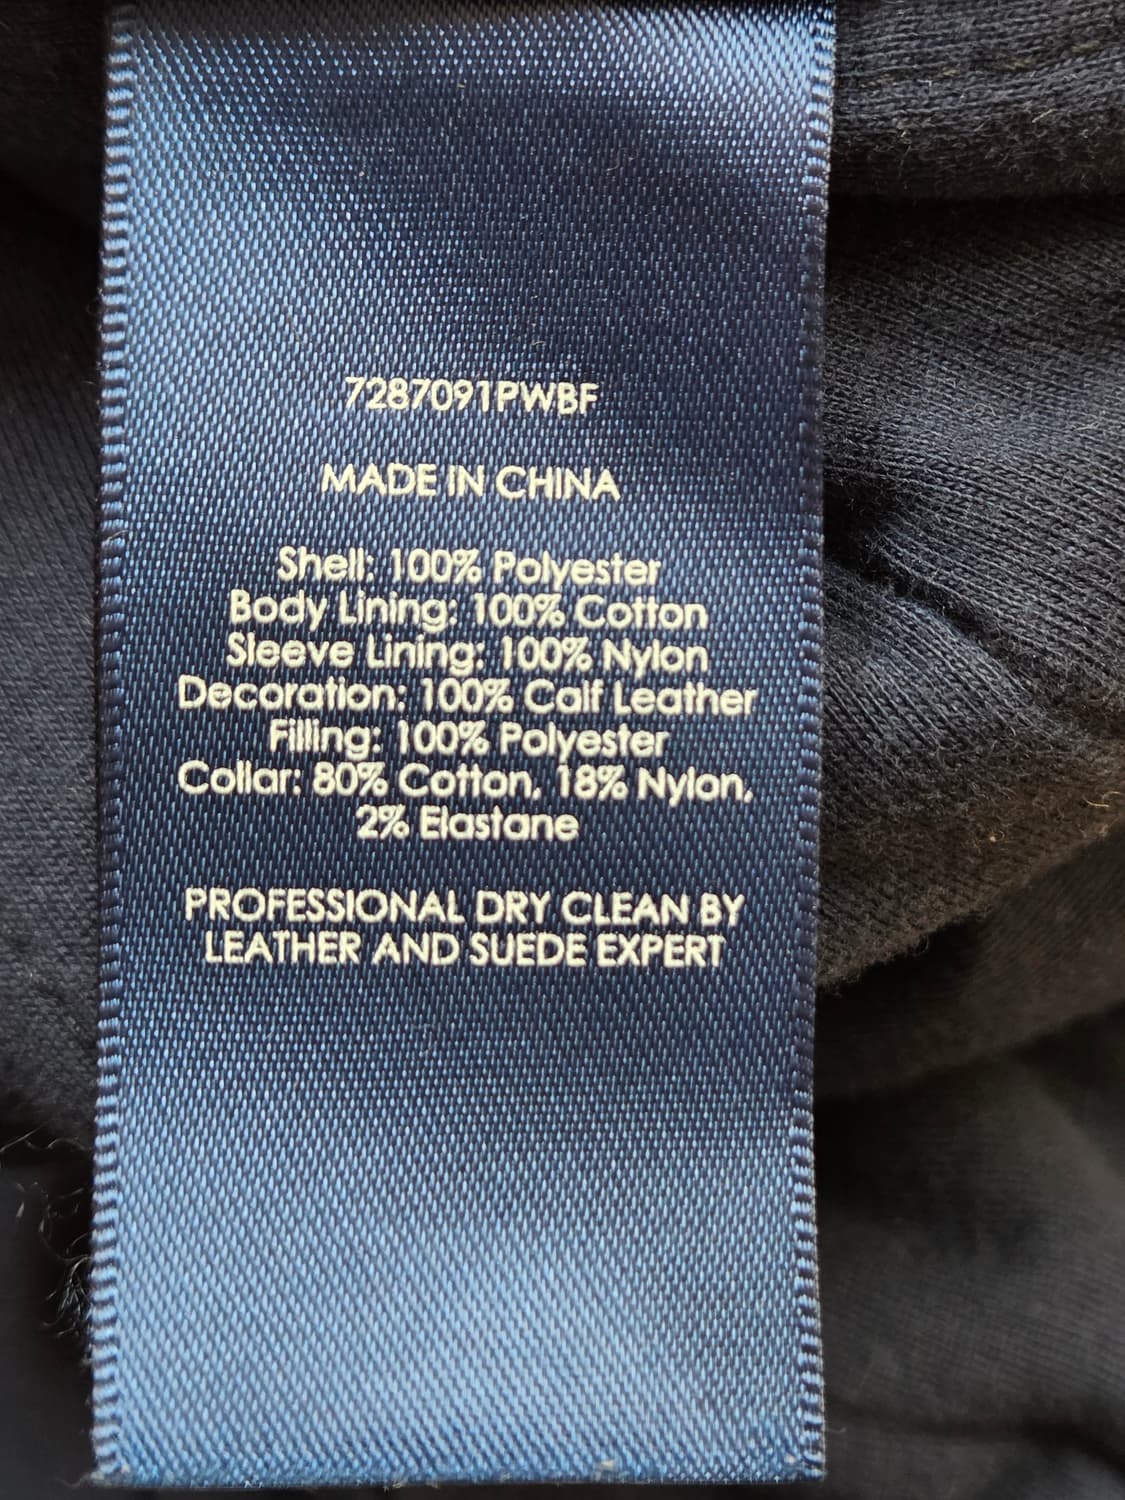 7287091PWBF
MADE IN CHINA
Shell: 100% Polyester
Body Lining: 100% Cotton
Sleeve Lining: 100% Nylon
Decoration: 100% Calf Leather
Filling: 100% Polyester
Collar: 80% Cotton, 18% Nylon,
2% Elastane
PROFESSIONAL DRY CLEAN BY
LEATHER AND SUEDE EXPERT